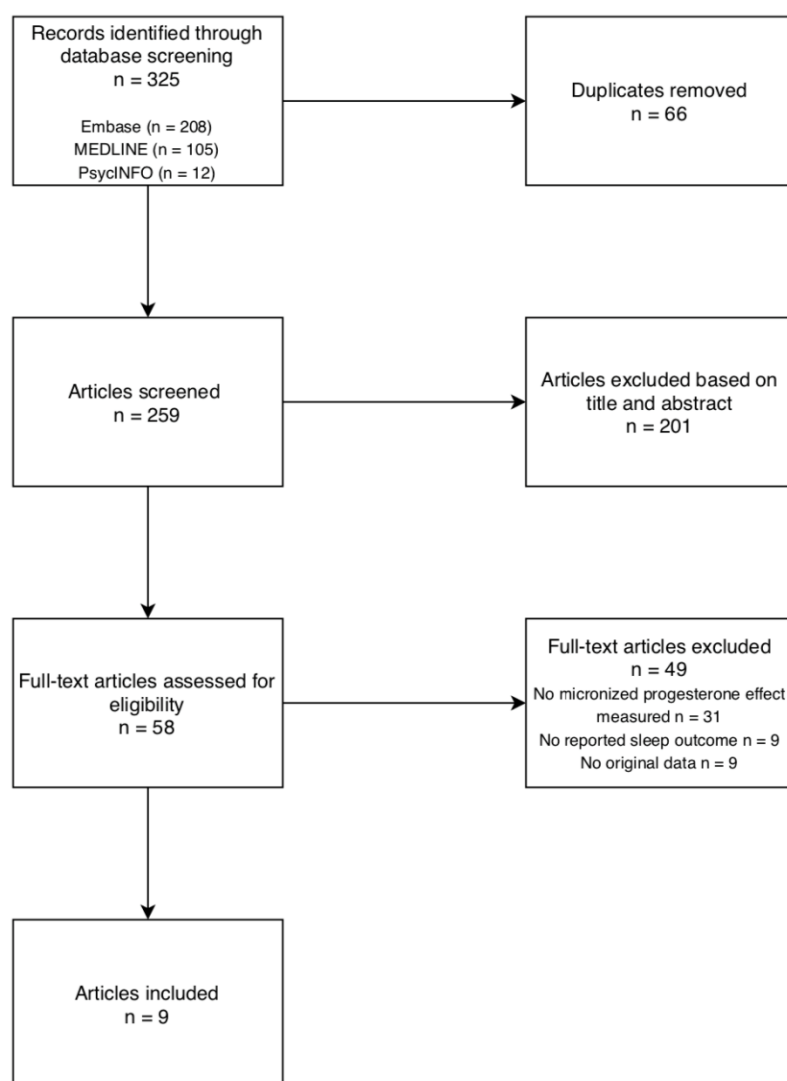 Records identified through
database screening
n = 325
Embase (n = 208)
MEDLINE (n = 105)
PsycINFO (n = 12)
Duplicates removed
n = 66
Articles screened
n = 259
Articles excluded based on
title and abstract
n = 201
Full-text articles assessed for
eligibility
n = 58
Full-text articles excluded
n = 49
No micronized progesterone effect
measured n = 31
No reported sleep outcome n = 9
No original data n = 9
Articles included
n = 9